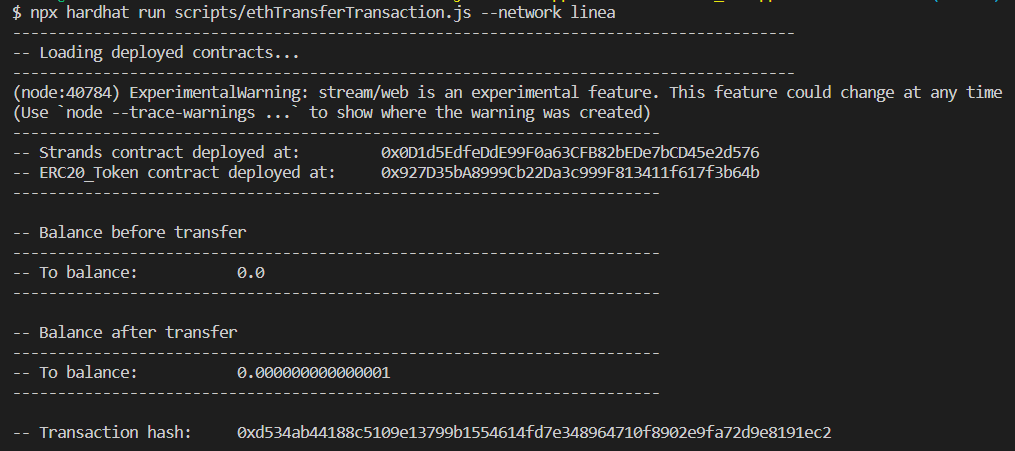 $ npx hardhat run scripts/ethTransferTransaction.js --network linea
---------------------------------------------------------------------------------------
-- Loading deployed contracts...
---------------------------------------------------------------------------------------
(node:40784) ExperimentalWarning: stream/web is an experimental feature. This feature could change at any time
(Use `node --trace-warnings ...` to show where the warning was created)
------------------------------------------------------------------------
-- Strands contract deployed at:         0x0D1d5EdfeDdE99F0a63CFB82bEDe7bCD45e2d576
-- ERC20_Token contract deployed at:     0x927D35bA8999Cb22Da3c999F813411f617f3b64b
------------------------------------------------------------------------
-- Balance before transfer
------------------------------------------------------------------------
-- To balance:           0.0
------------------------------------------------------------------------
-- Balance after transfer
------------------------------------------------------------------------
-- To balance:           0.000000000000001
------------------------------------------------------------------------
-- Transaction hash:     0xd534ab44188c5109e13799b1554614fd7e348964710f8902e9fa72d9e8191ec2